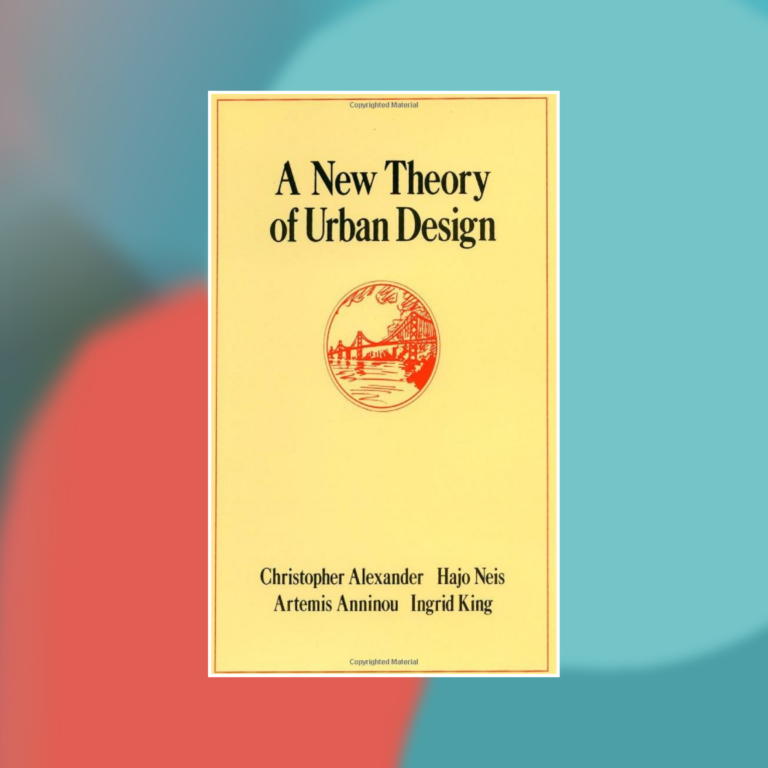 Copyrighted Material
A New Theory
of Urban Design
Christopher Alexander Hajo Neis
Artemis Anninou Ingrid King
Copyrighted Material